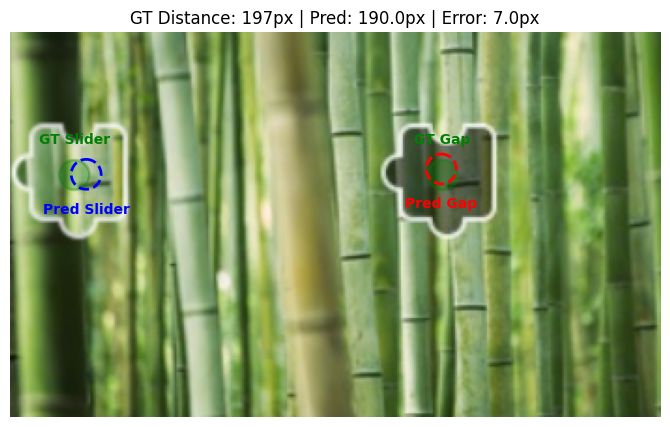 GT Distance: 197px | Pred: 190.0px | Error: 7.0px
GT Slider
GT Gap
Pred Gap
Pred Slider